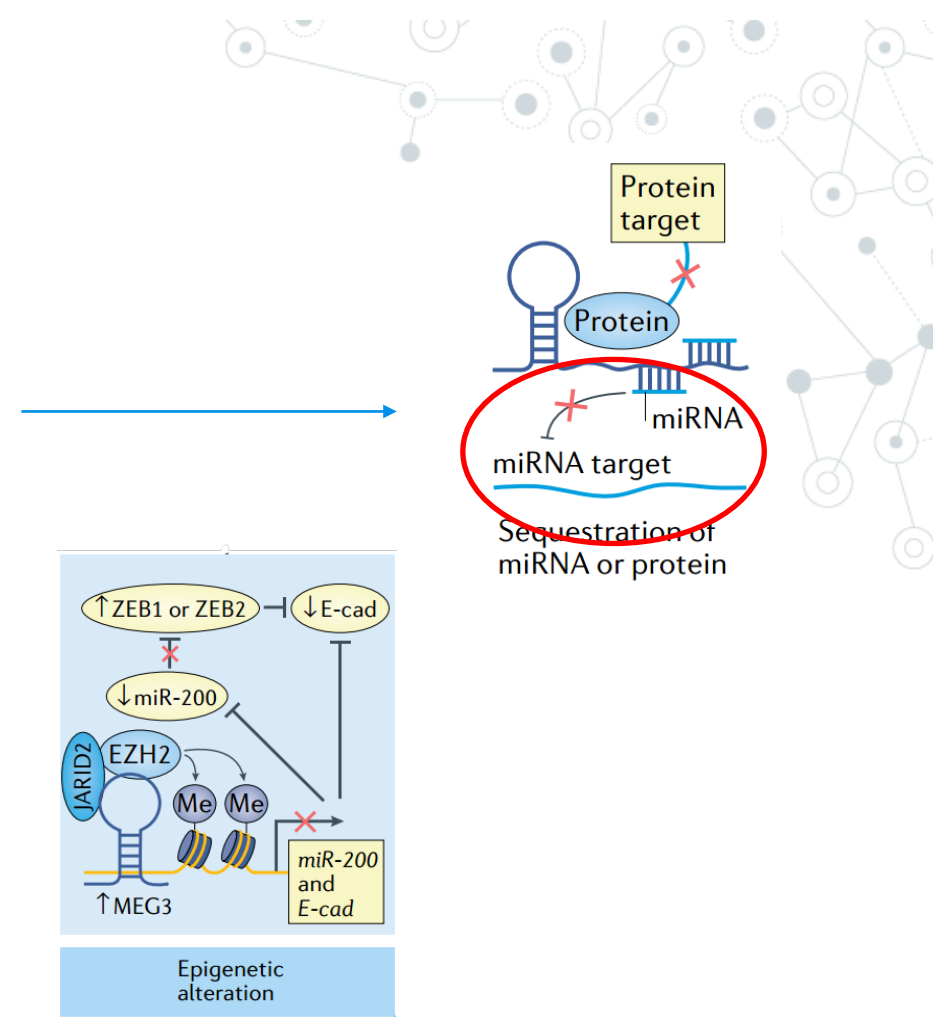 Protein
target
Protein
miRNA
miRNA target
Sequestration of
miRNA or protein
↑ZEB1 or ZEB2
↓E-cad
↓miR-200
JARID2
EZH2
Me
Me
miR-200
and
E-cad
↑MEG3
Epigenetic
alteration